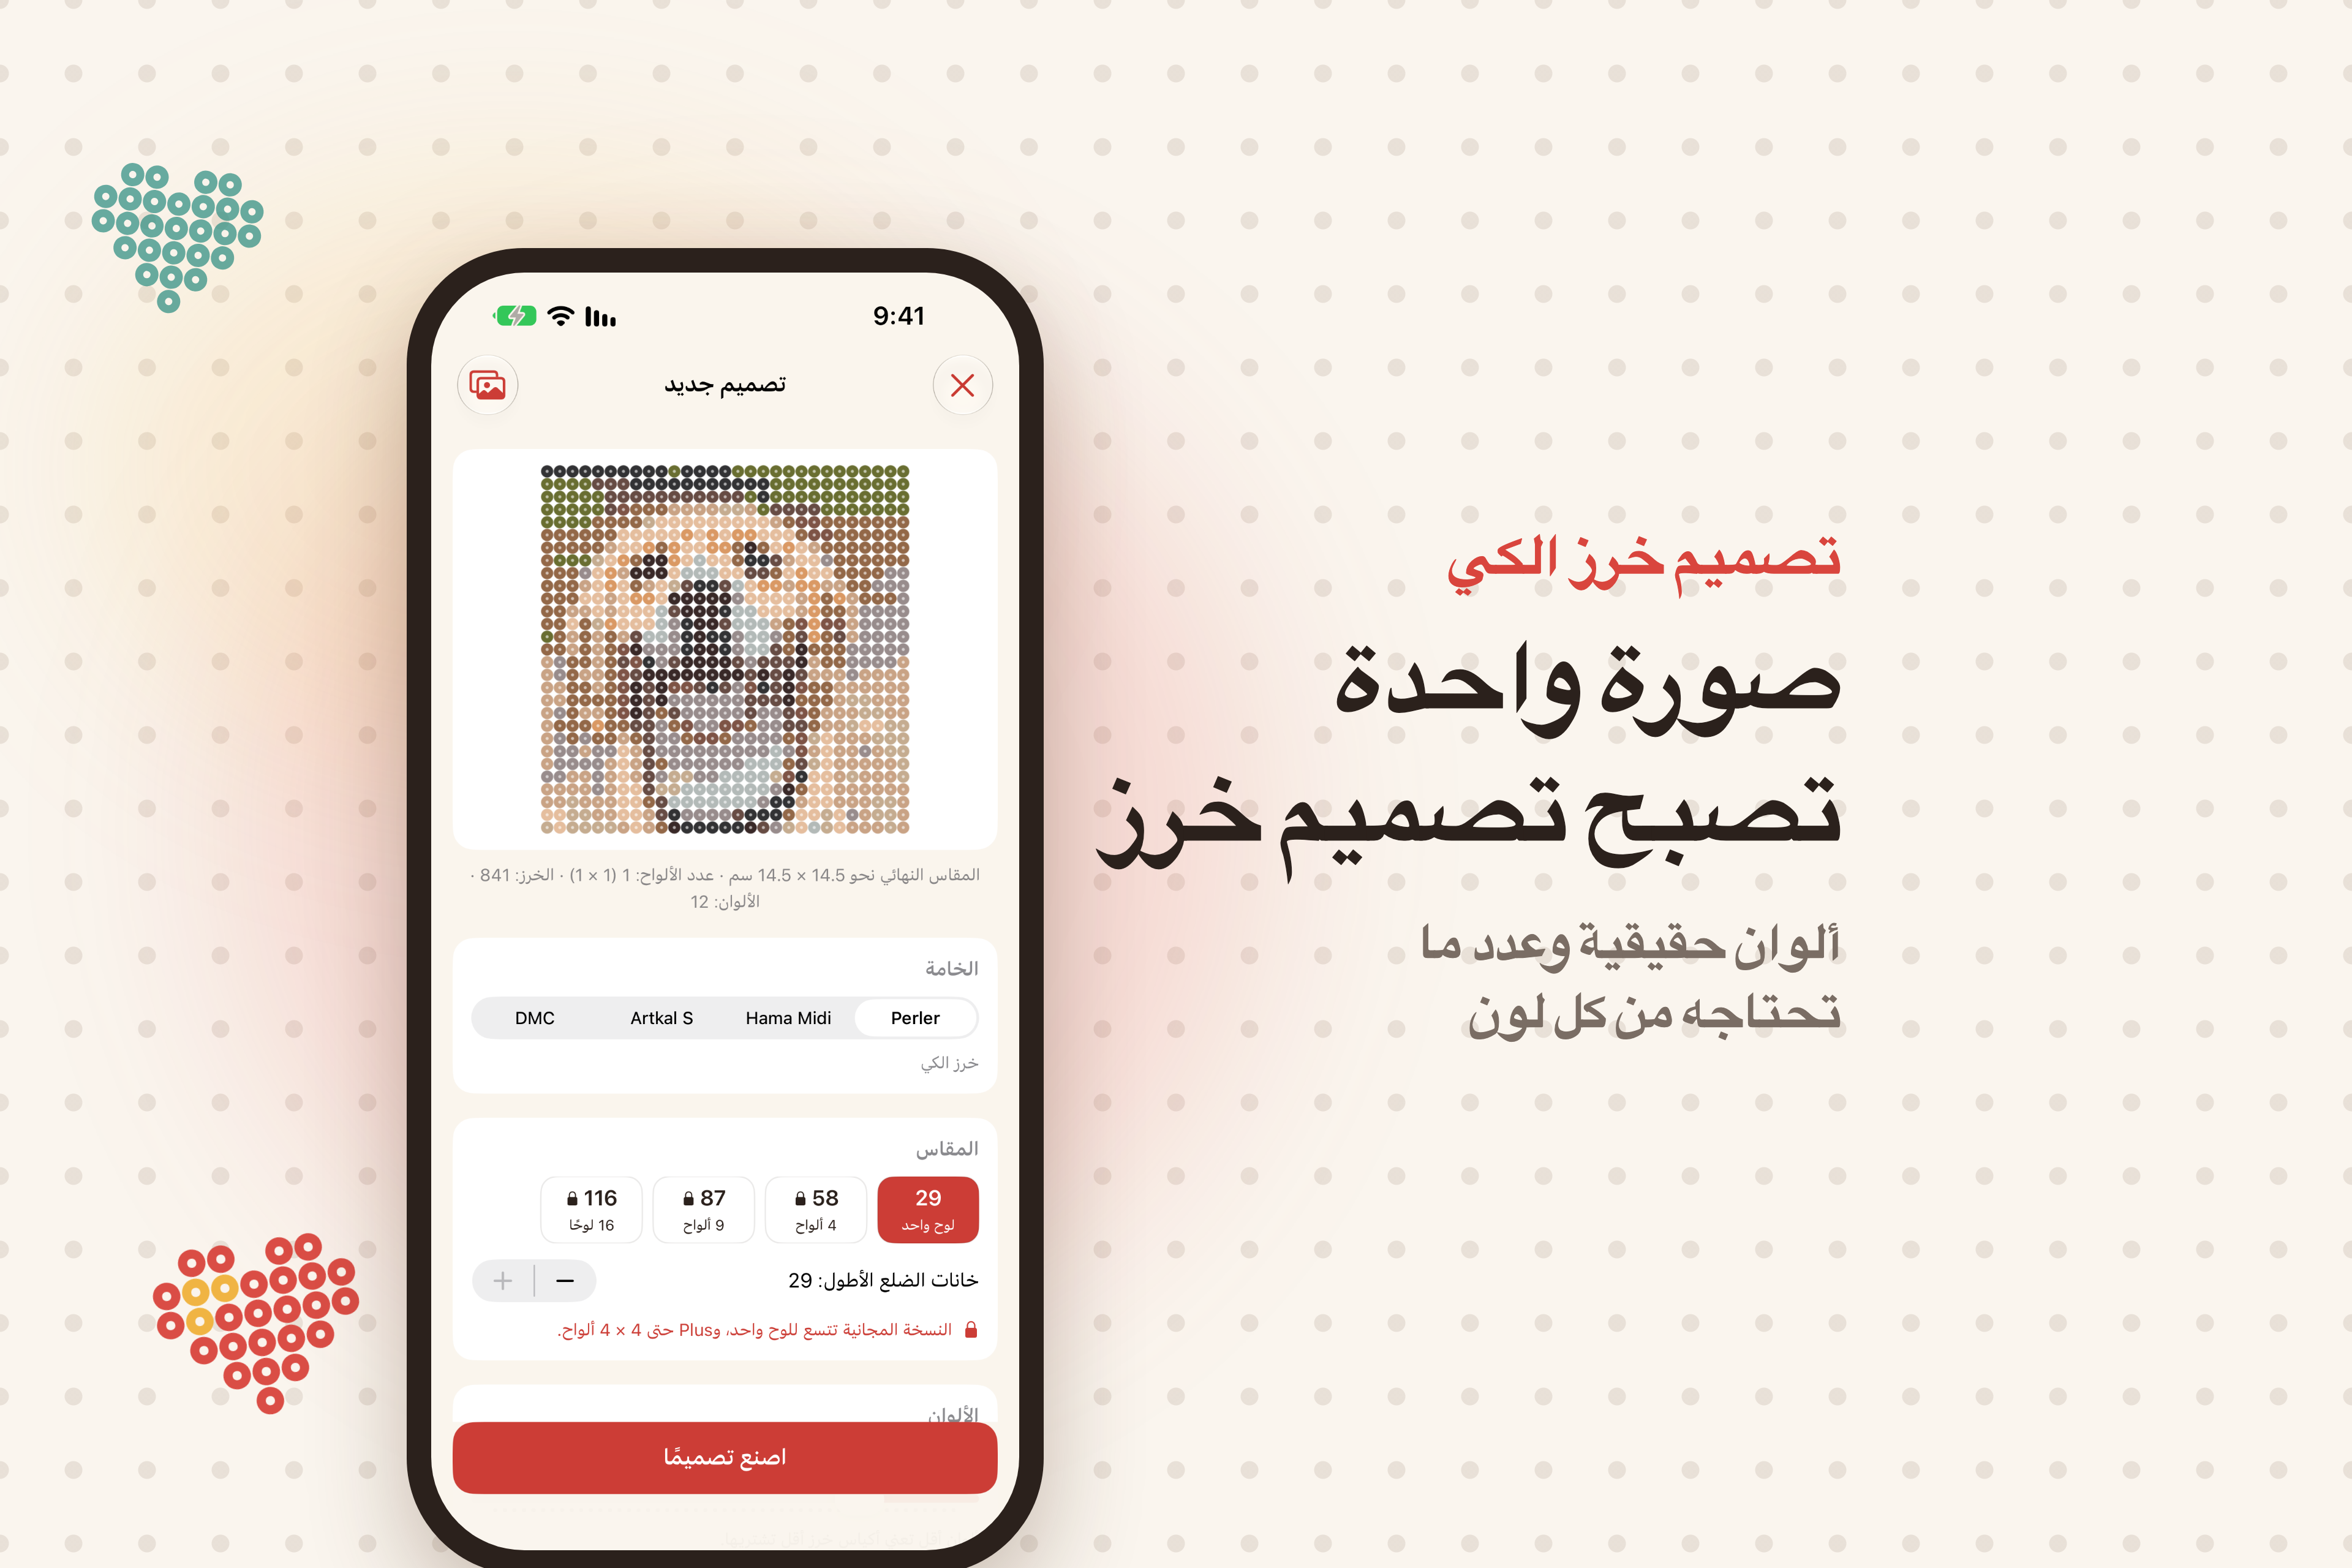 تصميم خرز الكي
صورة واحدة
تصبح تصميم خرز
ألوان حقيقية وعدد ما
تحتاجه من كل لون
9:41
تصميم جديد
المقاس النهائي نحو 14.5 × 14.5 سم · عدد الألواح: 1 (1 × 1) · الخرز: 841 ·
الألوان: 12
الخامة
Perler Hama Midi Artkal S DMC
خرز الكي
المقاس
29 58 87 116
لوح واحد 4 ألواح 9 ألواح 16 لوحًا
خانات الضلع الأطول: 29
النسخة المجانية تتسع للوح واحد، وPlus حتى 4 × 4 ألواح.
الألوان
اصنع تصميمًا